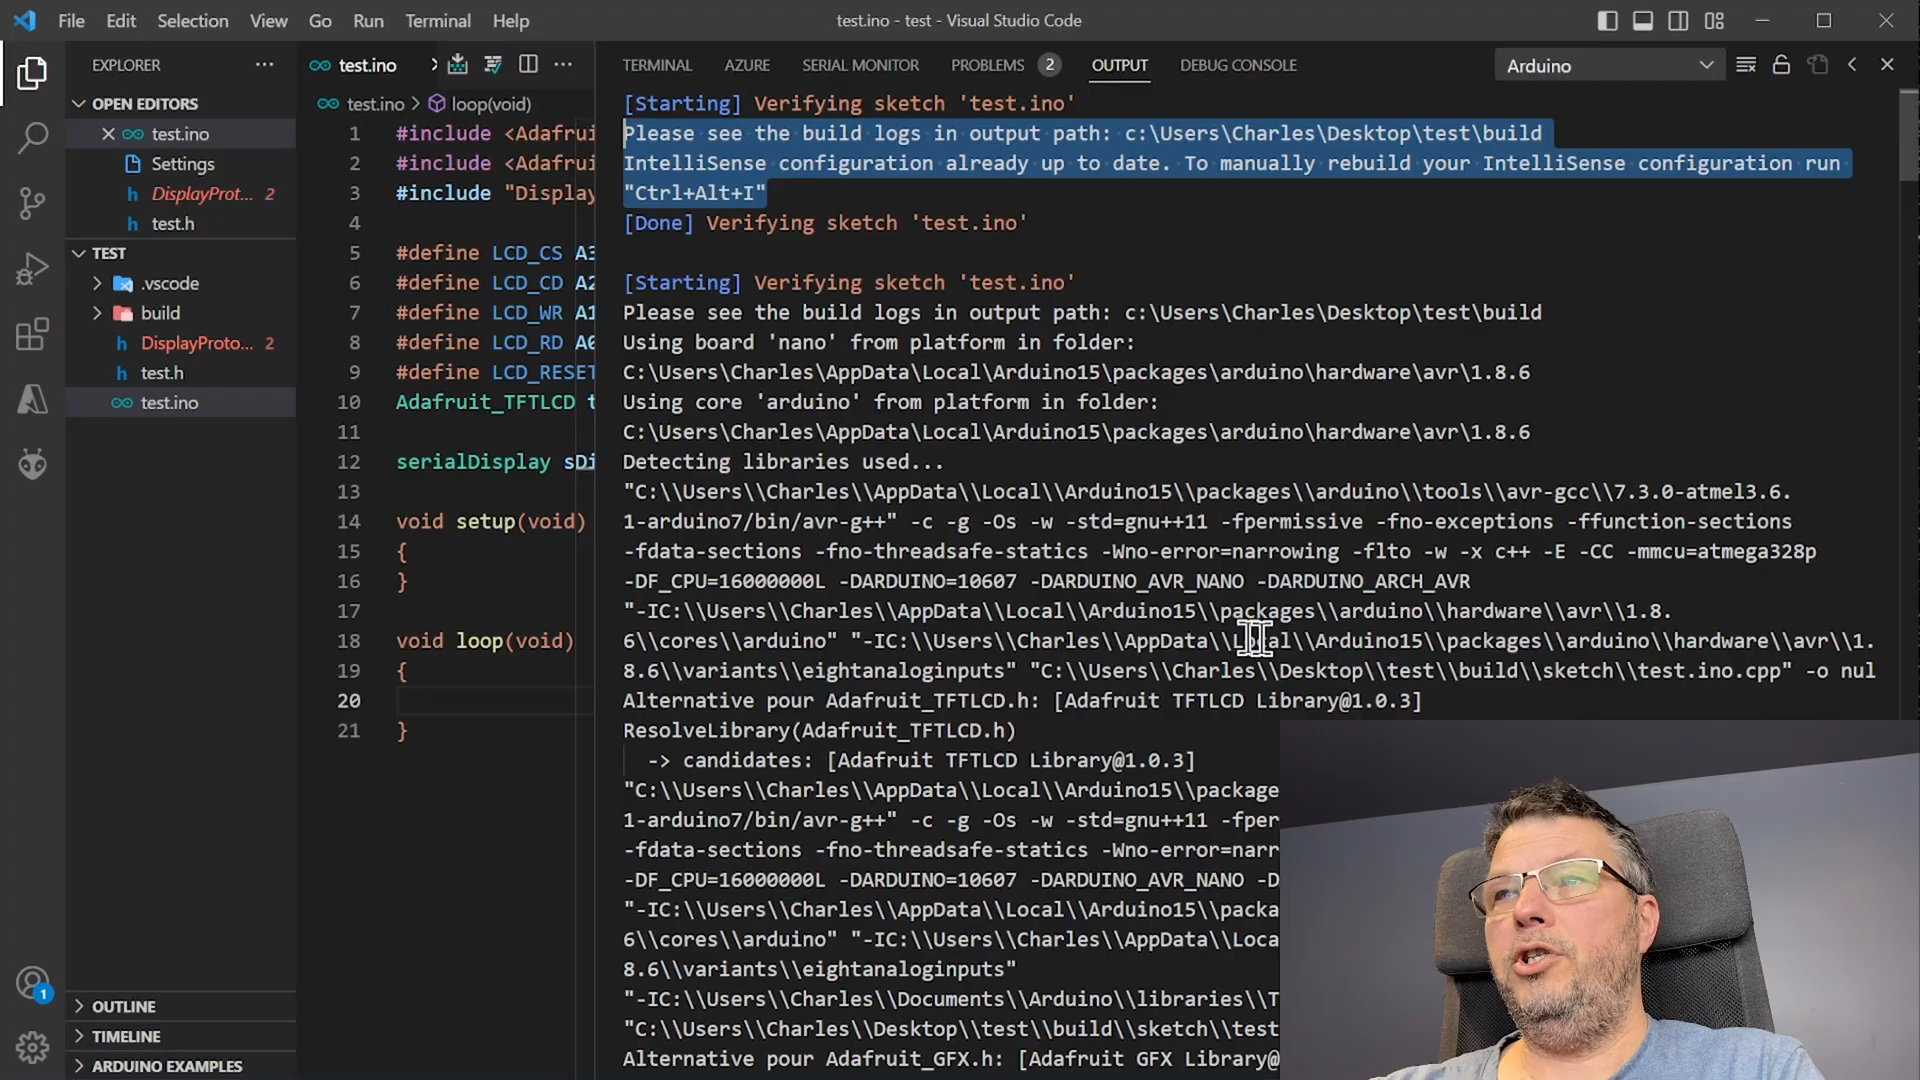 File Edit Selection View Go Run Terminal Help
test.ino - test - Visual Studio Code
EXPLORER
OPEN EDITORS
test.ino
Settings
DisplayProt... 2
test.h
TEST
.vscode
build
DisplayProto... 2
test.h
test.ino
OUTLINE
TIMELINE
ARDUINO EXAMPLES
1
test.ino
test.ino > loop(void)
1 #include <Adafrui
2 #include <Adafrui
3 #include "Display
4
5 #define LCD_CS A3
6 #define LCD_CD A2
7 #define LCD_WR A1
8 #define LCD_RD A0
9 #define LCD_RESET
10 Adafruit_TFTLCD t
11
12 serialDisplay sDi
13
14 void setup(void)
15 {
16 }
17
18 void loop(void)
19 {
20
21 }
TERMINAL AZURE SERIAL MONITOR PROBLEMS 2 OUTPUT DEBUG CONSOLE Arduino
[Starting] Verifying sketch 'test.ino'
Please see the build logs in output path: c:\Users\Charles\Desktop\test\build
IntelliSense configuration already up to date. To manually rebuild your IntelliSense configuration run
"Ctrl+Alt+I"
[Done] Verifying sketch 'test.ino'
[Starting] Verifying sketch 'test.ino'
Please see the build logs in output path: c:\Users\Charles\Desktop\test\build
Using board 'nano' from platform in folder:
C:\Users\Charles\AppData\Local\Arduino15\packages\arduino\hardware\avr\1.8.6
Using core 'arduino' from platform in folder:
C:\Users\Charles\AppData\Local\Arduino15\packages\arduino\hardware\avr\1.8.6
Detecting libraries used...
"C:\\Users\\Charles\\AppData\\Local\\Arduino15\\packages\\arduino\\tools\\avr-gcc\\7.3.0-atmel3.6.
1-arduino7/bin/avr-g++" -c -g -Os -w -std=gnu++11 -fpermissive -fno-exceptions -ffunction-sections
-fdata-sections -fno-threadsafe-statics -Wno-error=narrowing -flto -w -x c++ -E -CC -mmcu=atmega328p
-DF_CPU=16000000L -DARDUINO=10607 -DARDUINO_AVR_NANO -DARDUINO_ARCH_AVR
"-IC:\\Users\\Charles\\AppData\\Local\\Arduino15\\packages\\arduino\\hardware\\avr\\1.8.
6\\cores\\arduino" "-IC:\\Users\\Charles\\AppData\\Local\\Arduino15\\packages\\arduino\\hardware\\avr\\1.
8.6\\variants\\eightanaloginputs" "C:\\Users\\Charles\\Desktop\\test\\build\\sketch\\test.ino.cpp" -o nul
Alternative pour Adafruit_TFTLCD.h: [Adafruit TFTLCD Library@1.0.3]
ResolveLibrary(Adafruit_TFTLCD.h)
-> candidates: [Adafruit TFTLCD Library@1.0.3]
"C:\\Users\\Charles\\AppData\\Local\\Arduino15\\package
1-arduino7/bin/avr-g++" -c -g -Os -w -std=gnu++11 -fper
-fdata-sections -fno-threadsafe-statics -Wno-error=narr
-DF_CPU=16000000L -DARDUINO=10607 -DARDUINO_AVR_NANO -D
"-IC:\\Users\\Charles\\AppData\\Local\\Arduino15\\packa
6\\cores\\arduino" "-IC:\\Users\\Charles\\AppData\\Loca
8.6\\variants\\eightanaloginputs"
"-IC:\\Users\\Charles\\Documents\\Arduino\\libraries\\T
"C:\\Users\\Charles\\Desktop\\test\\build\\sketch\\test
Alternative pour Adafruit_GFX.h: [Adafruit GFX Library@